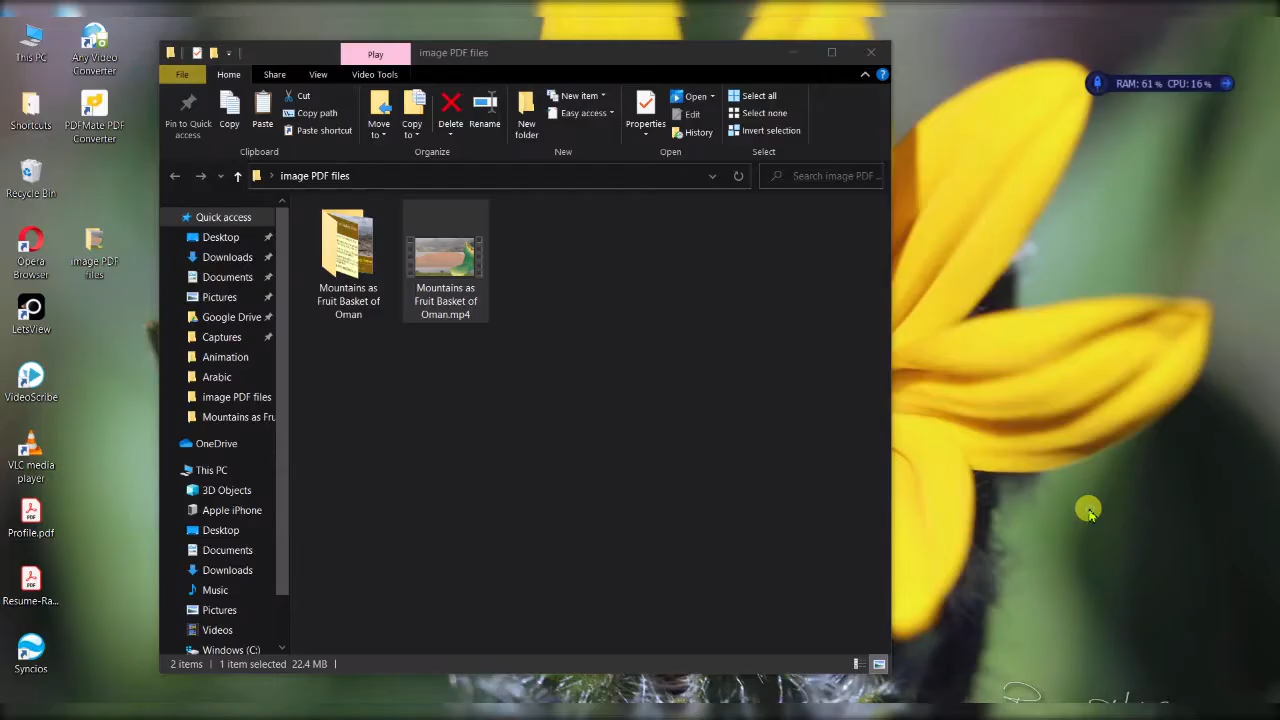 This PC
Any Video
Converter
Shortcuts
PDFMate PDF
Converter
Recycle Bin
Opera
Browser
image PDF
files
LetsView
VideoScribe
VLC media
player
Profile.pdf
Resume-Ra...
Syncios
Play
image PDF files
File
Home
Share
View
Video Tools
Pin to Quick
access
Copy
Paste
Cut
Copy path
Paste shortcut
Clipboard
Move
to
Copy
to
Delete
Rename
Organize
New
folder
New item
Easy access
New
Properties
Open
Edit
History
Open
Select all
Select none
Invert selection
Select
image PDF files
Search image PDF ...
Quick access
Desktop
Downloads
Documents
Pictures
Google Drive
Captures
Animation
Arabic
image PDF files
Mountains as Fru
OneDrive
This PC
3D Objects
Apple iPhone
Desktop
Documents
Downloads
Music
Pictures
Videos
Windows (C:)
Mountains as
Fruit Basket of
Oman
Mountains as
Fruit Basket of
Oman.mp4
2 items
1 item selected 22.4 MB
RAM: 61% CPU: 16%